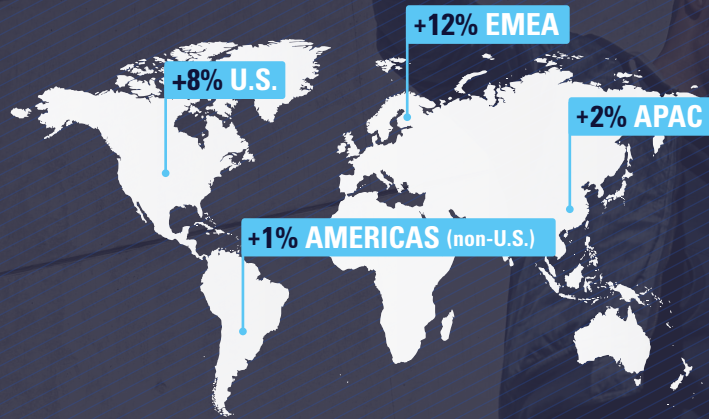 +12% EMEA
+8% U.S.
+2% APAC
+1% AMERICAS (non-U.S.)